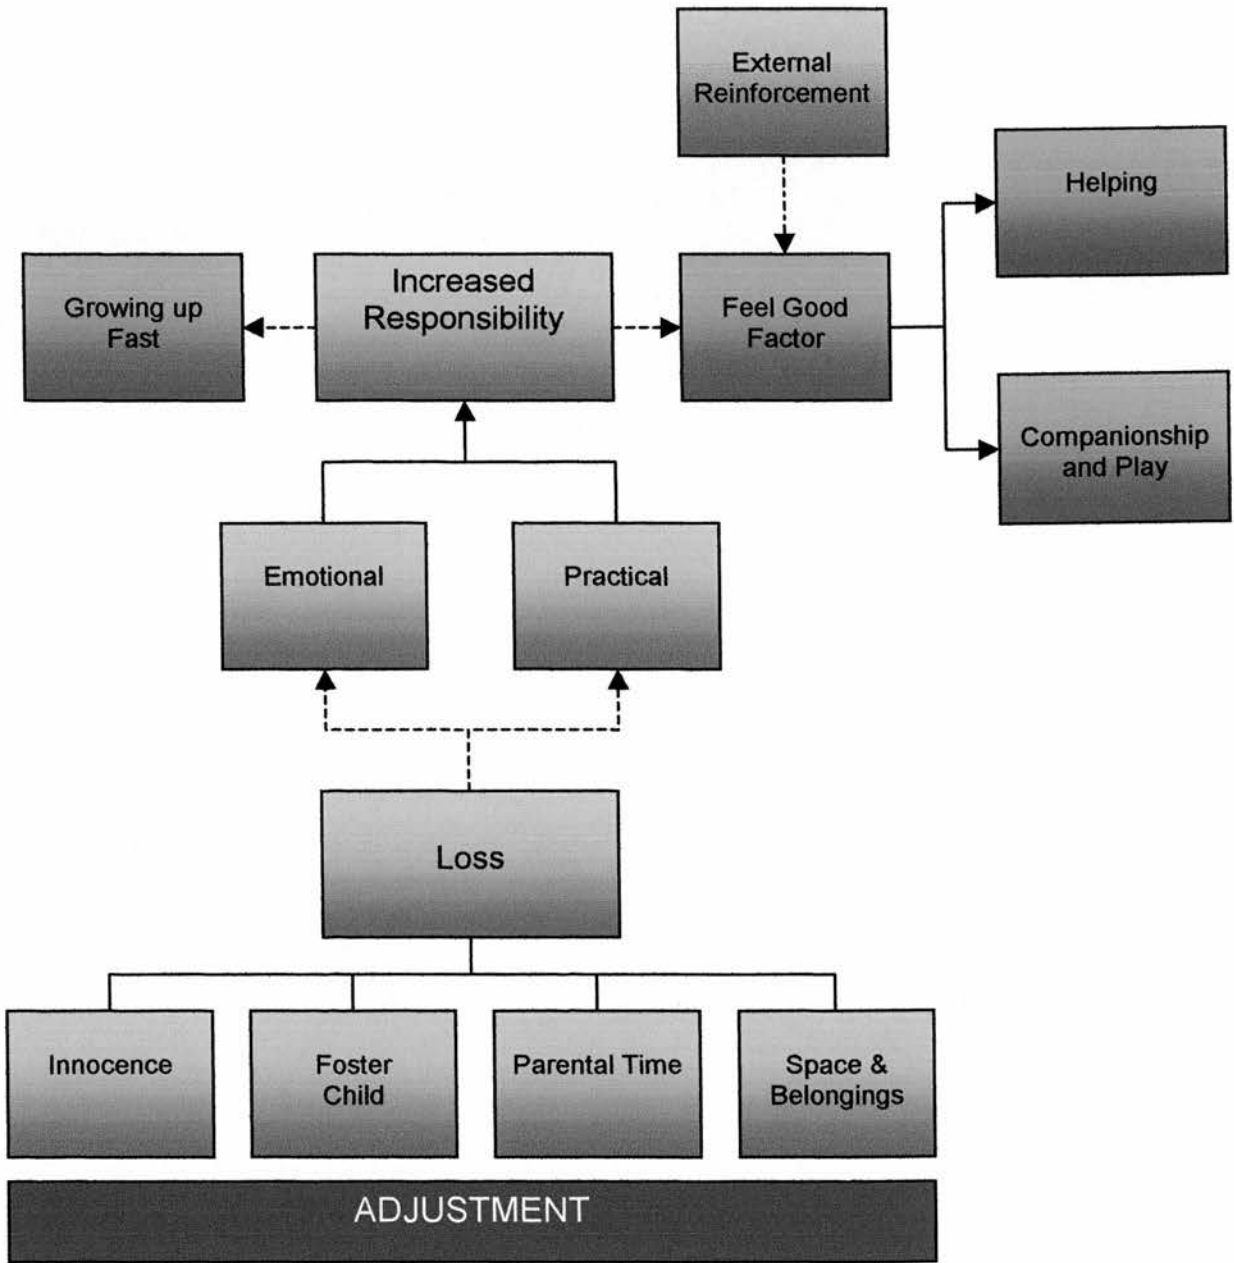 External
Reinforcement
Helping
Increased
Responsibility
Growing up
Fast
Feel Good
Factor
Companionship
and Play
Emotional
Practical
Loss
Innocence
Foster
Child
Parental Time
Space &
Belongings
ADJUSTMENT